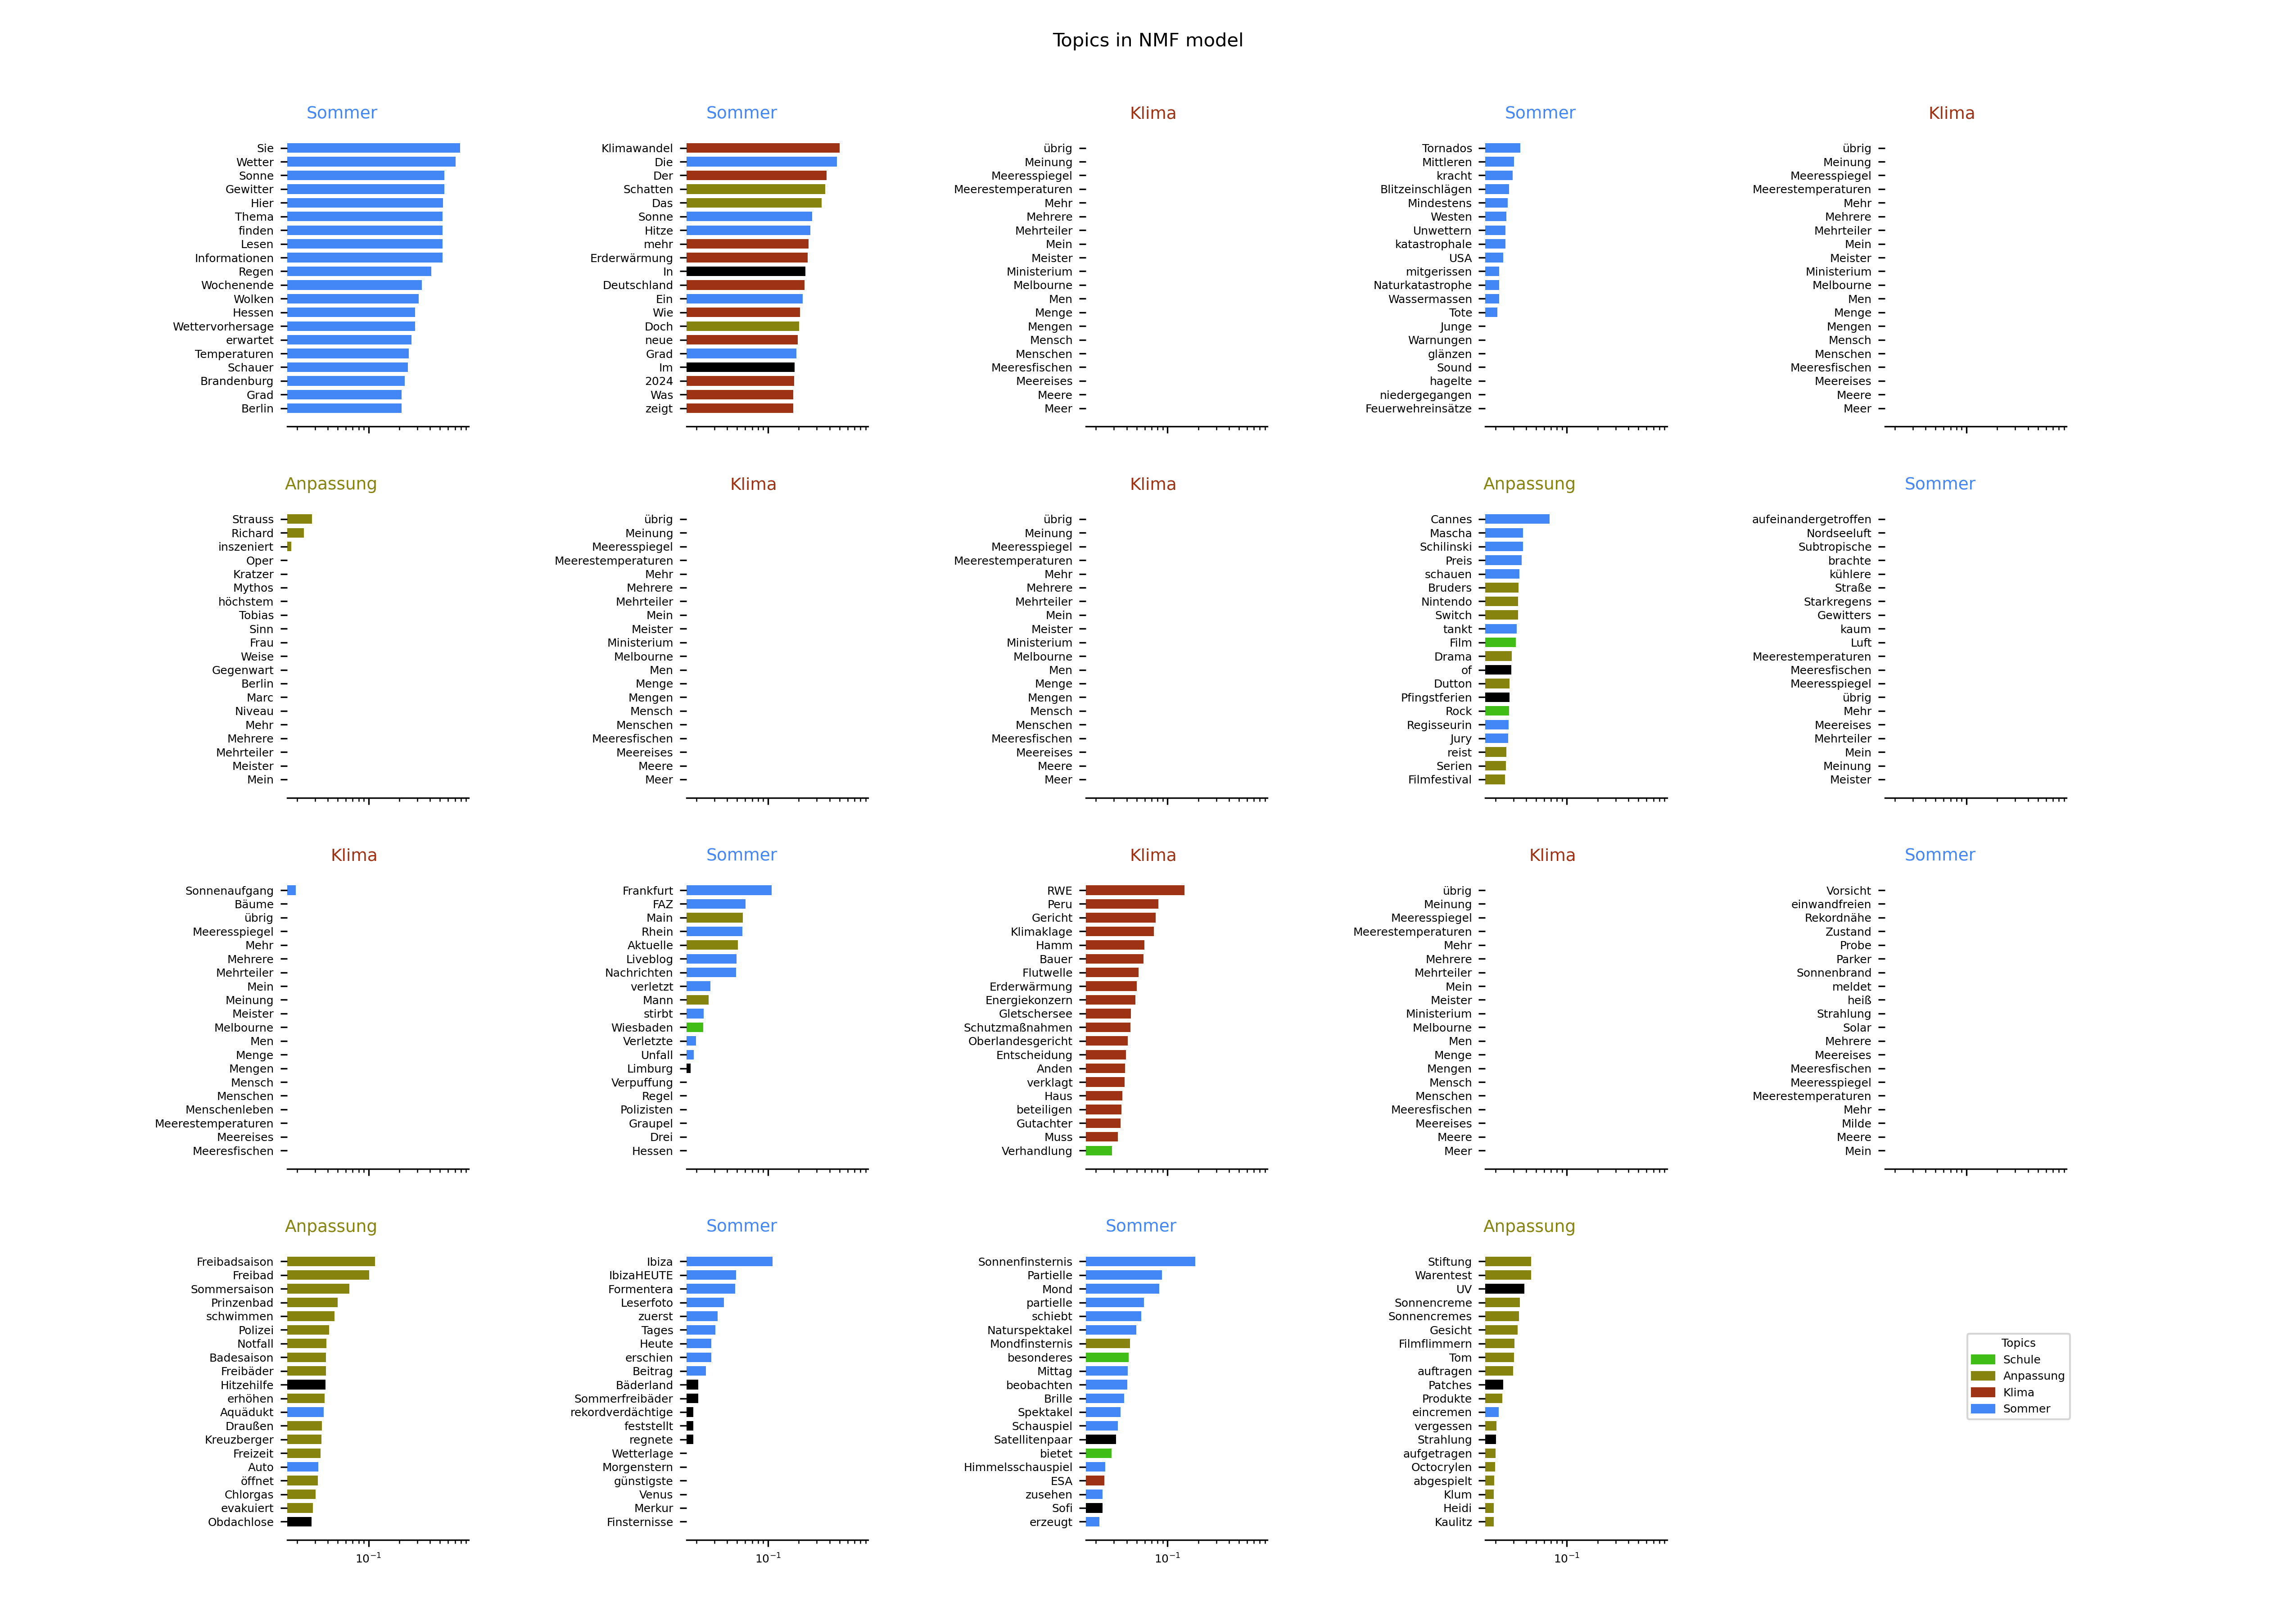 Topics in NMF model
Sommer
Sie
Wetter
Sonne
Gewitter
Hier
Thema
finden
Lesen
Informationen
Regen
Wochenende
Wolken
Hessen
Wettervorhersage
erwartet
Temperaturen
Schauer
Brandenburg
Grad
Berlin
Sommer
Klimawandel
Die
Der
Schatten
Das
Sonne
Hitze
mehr
Erderwärmung
In
Deutschland
Ein
Wie
Doch
neue
Grad
Im
2024
Was
zeigt
Klima
übrig
Meinung
Meeresspiegel
Meerestemperaturen
Mehr
Mehrere
Mehrteiler
Mein
Meister
Ministerium
Melbourne
Men
Menge
Mengen
Mensch
Menschen
Meeresfischen
Meereises
Meere
Meer
Sommer
Tornados
Mittleren
kracht
Blitzeinschlägen
Mindestens
Westen
Unwettern
katastrophale
USA
mitgerissen
Naturkatastrophe
Wassermassen
Tote
Junge
Warnungen
glänzen
Sound
hagelte
niedergegangen
Feuerwehreinsätze
Klima
übrig
Meinung
Meeresspiegel
Meerestemperaturen
Mehr
Mehrere
Mehrteiler
Mein
Meister
Ministerium
Melbourne
Men
Menge
Mengen
Mensch
Menschen
Meeresfischen
Meereises
Meere
Meer
Anpassung
Strauss
Richard
inszeniert
Oper
Kratzer
Mythos
höchstem
Tobias
Sinn
Frau
Weise
Gegenwart
Berlin
Marc
Niveau
Mehr
Mehrere
Mehrteiler
Meister
Mein
Klima
übrig
Meinung
Meeresspiegel
Meerestemperaturen
Mehr
Mehrere
Mehrteiler
Mein
Meister
Ministerium
Melbourne
Men
Menge
Mengen
Mensch
Menschen
Meeresfischen
Meereises
Meere
Meer
Klima
übrig
Meinung
Meeresspiegel
Meerestemperaturen
Mehr
Mehrere
Mehrteiler
Mein
Meister
Ministerium
Melbourne
Men
Menge
Mengen
Mensch
Menschen
Meeresfischen
Meereises
Meere
Meer
Anpassung
Cannes
Mascha
Schilinski
Preis
schauen
Bruders
Nintendo
Switch
tankt
Film
Drama
of
Dutton
Pfingstferien
Rock
Regisseurin
Jury
reist
Serien
Filmfestival
Sommer
aufeinandergetroffen
Nordseeluft
Subtropische
brachte
kühlere
Straße
Starkregens
Gewitters
kaum
Luft
Meerestemperaturen
Meeresfischen
Meeresspiegel
übrig
Mehr
Meereises
Mehrteiler
Mein
Meinung
Meister
Klima
Sonnenaufgang
Bäume
übrig
Meeresspiegel
Mehr
Mehrere
Mehrteiler
Mein
Meinung
Meister
Melbourne
Men
Menge
Mengen
Mensch
Menschen
Menschenleben
Meerestemperaturen
Meereises
Meeresfischen
Sommer
Frankfurt
FAZ
Main
Rhein
Aktuelle
Liveblog
Nachrichten
verletzt
Mann
stirbt
Wiesbaden
Verletzte
Unfall
Limburg
Verpuffung
Regel
Polizisten
Graupel
Drei
Hessen
Klima
RWE
Peru
Gericht
Klimaklage
Hamm
Bauer
Flutwelle
Erderwärmung
Energiekonzern
Gletschersee
Schutzmaßnahmen
Oberlandesgericht
Entscheidung
Anden
verklagt
Haus
beteiligen
Gutachter
Muss
Verhandlung
Klima
übrig
Meinung
Meeresspiegel
Meerestemperaturen
Mehr
Mehrere
Mehrteiler
Mein
Meister
Ministerium
Melbourne
Men
Menge
Mengen
Mensch
Menschen
Meeresfischen
Meereises
Meere
Meer
Sommer
Vorsicht
einwandfreien
Rekordnähe
Zustand
Probe
Parker
Sonnenbrand
meldet
heiß
Strahlung
Solar
Mehrere
Meereises
Meeresfischen
Meeresspiegel
Meerestemperaturen
Mehr
Milde
Meere
Mein
Anpassung
Freibadsaison
Freibad
Sommersaison
Prinzenbad
schwimmen
Polizei
Notfall
Badesaison
Freibäder
Hitzehilfe
erhöhen
Aquädukt
Draußen
Kreuzberger
Freizeit
Auto
öffnet
Chlorgas
evakuiert
Obdachlose
10⁻¹
Sommer
Ibiza
IbizaHEUTE
Formentera
Leserfoto
zuerst
Tages
Heute
erschien
Beitrag
Bäderland
Sommerfreibäder
rekordverdächtige
feststellt
regnete
Wetterlage
Morgenstern
günstigste
Venus
Merkur
Finsternisse
10⁻¹
Sommer
Sonnenfinsternis
Partielle
Mond
partielle
schiebt
Naturspektakel
Mondfinsternis
besonderes
Mittag
beobachten
Brille
Spektakel
Schauspiel
Satellitenpaar
bietet
Himmelsschauspiel
ESA
zusehen
Sofi
erzeugt
10⁻¹
Anpassung
Stiftung
Warentest
UV
Sonnencreme
Sonnencremes
Gesicht
Filmflimmern
Tom
auftragen
Patches
Produkte
eincremen
vergessen
Strahlung
aufgetragen
Octocrylen
abgespielt
Klum
Heidi
Kaulitz
10⁻¹
Topics
Schule
Anpassung
Klima
Sommer